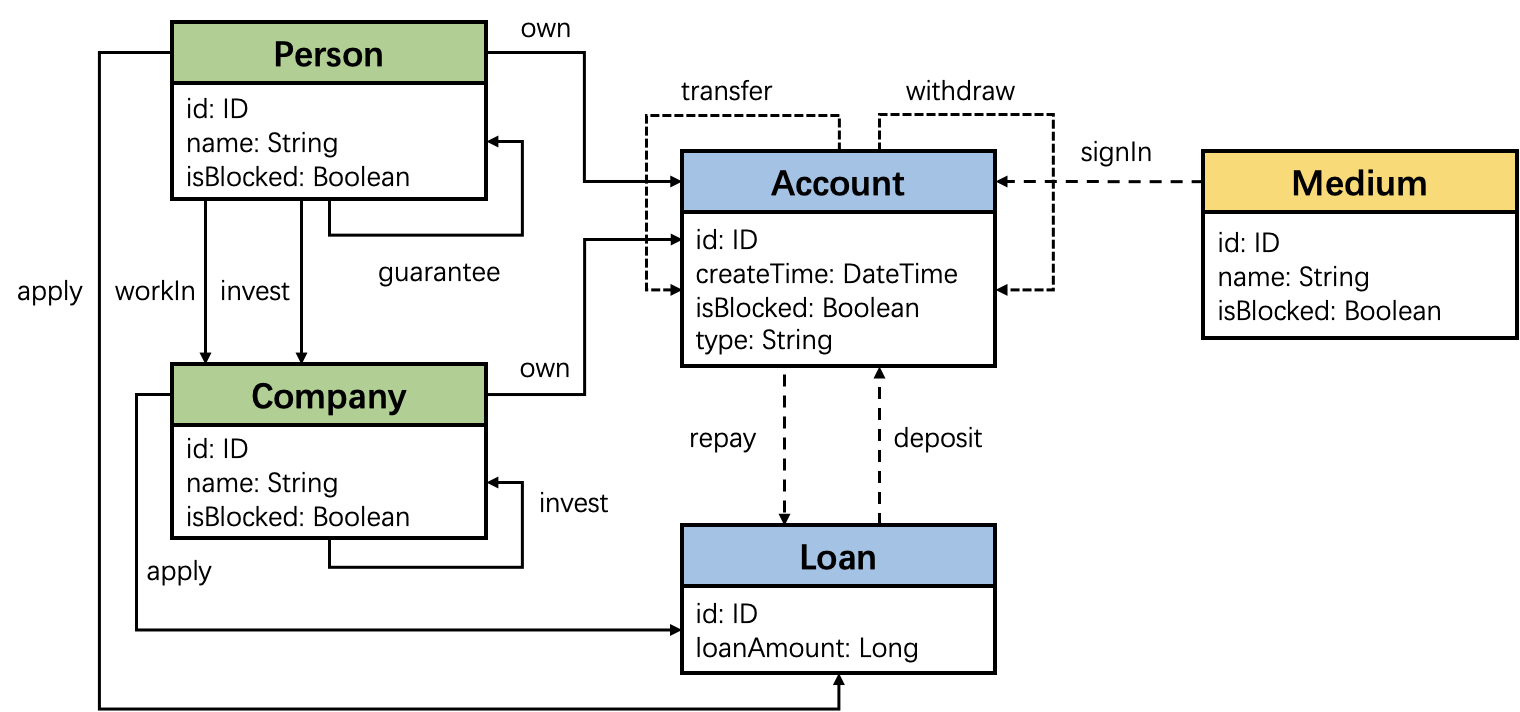 own
Person
transfer
withdraw
id: ID
name: String
isBlocked: Boolean
signIn
Account
Medium
id: ID
createTime: DateTime
isBlocked: Boolean
type: String
id: ID
name: String
isBlocked: Boolean
guarantee
apply
workIn
invest
own
Company
id: ID
name: String
isBlocked: Boolean
invest
repay
deposit
apply
Loan
id: ID
loanAmount: Long